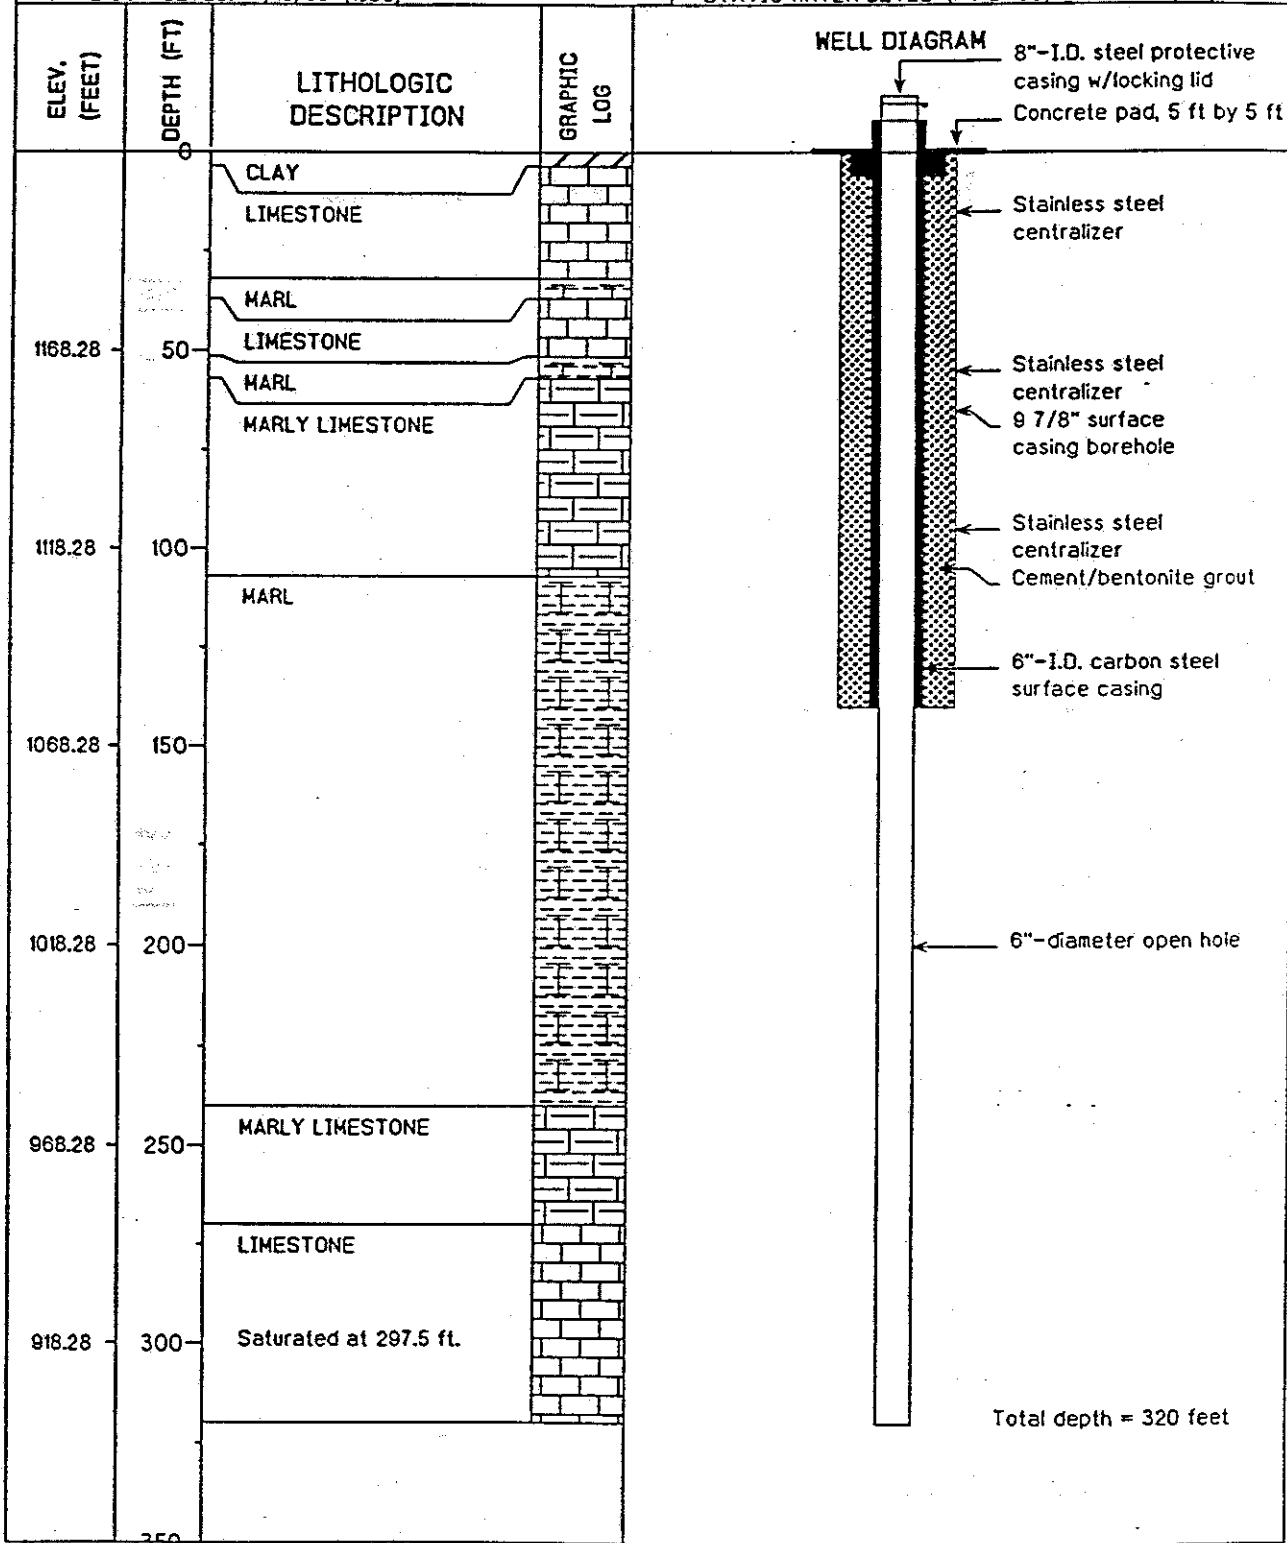 ELEV.
(FEET)
DEPTH (FT)
LITHOLOGIC
DESCRIPTION
GRAPHIC
LOG
WELL DIAGRAM
8"-I.D. steel protective
casing w/locking lid
Concrete pad, 5 ft by 5 ft
0
CLAY
LIMESTONE
Stainless steel
centralizer
MARL
LIMESTONE
1168.28
50
MARL
Stainless steel
centralizer
MARLY LIMESTONE
9 7/8" surface
casing borehole
Stainless steel
centralizer
1118.28
100
Cement/bentonite grout
MARL
6"-I.D. carbon steel
surface casing
1068.28
150
1018.28
200
6"-diameter open hole
MARLY LIMESTONE
968.28
250
LIMESTONE
918.28
300
Saturated at 297.5 ft.
Total depth = 320 feet
350